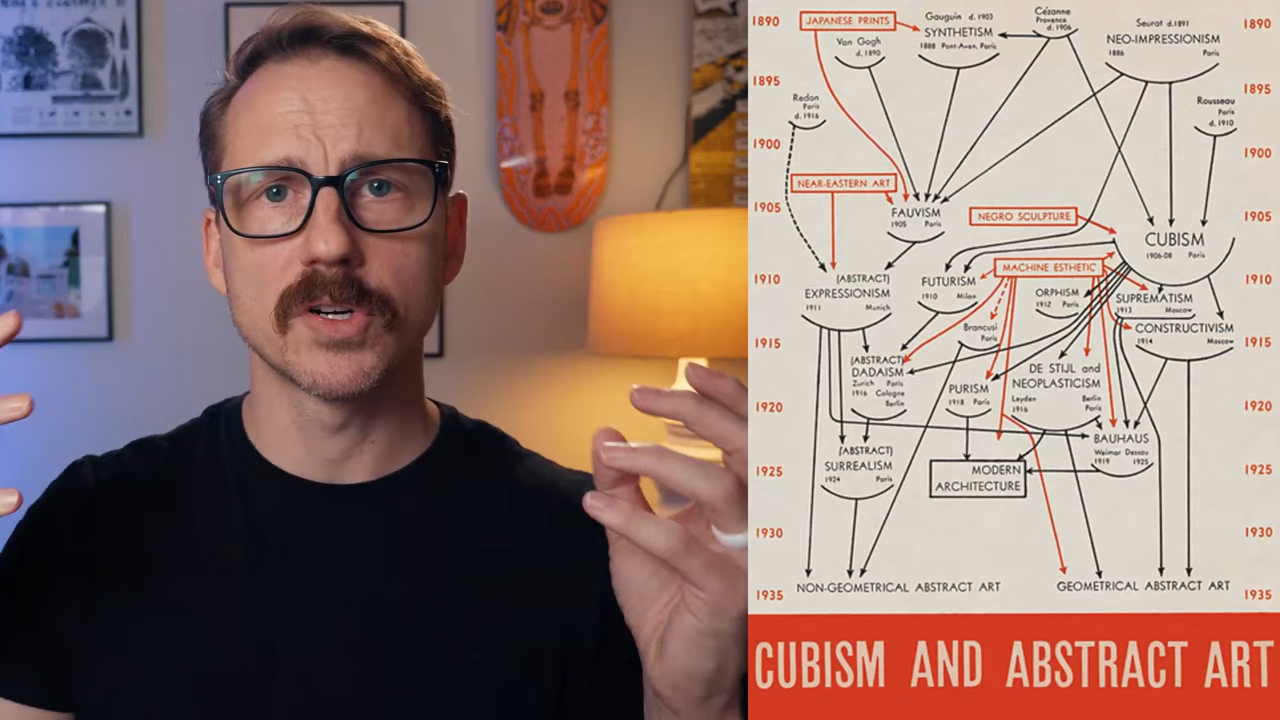 1890
JAPANESE PRINTS
Gauguin d. 1903
SYNTHETISM
1888 Pont-Aven, Paris
Cézanne
Provence
d. 1906
Seurat d.1891
NEO-IMPRESSIONISM
1886 Paris
1890
Van Gogh
d. 1890
1895
1895
Redon
Paris
d. 1916
Rousseau
Paris
d. 1910
1900
1900
NEAR-EASTERN ART
1905
FAUVISM
1905 Paris
NEGRO SCULPTURE
1905
CUBISM
1906-08 Paris
MACHINE ESTHETIC
1910
(ABSTRACT)
EXPRESSIONISM
1911 Munich
FUTURISM
1910 Milan
ORPHISM
1912 Paris
SUPREMATISM
1913 Moscow
1910
CONSTRUCTIVISM
1914 Moscow
Brancusi
Paris
1915
1915
(ABSTRACT)
DADAISM
Zurich Paris
1916 Cologne
Berlin
PURISM
1918 Paris
DE STIJL and
NEOPLASTICISM
Leyden Berlin
1916 Paris
1920
1920
BAUHAUS
Weimar Dessau
1919 1925
(ABSTRACT)
SURREALISM
1924 Paris
MODERN
ARCHITECTURE
1925
1925
1930
1930
NON-GEOMETRICAL ABSTRACT ART
GEOMETRICAL ABSTRACT ART
1935
1935
CUBISM AND ABSTRACT ART